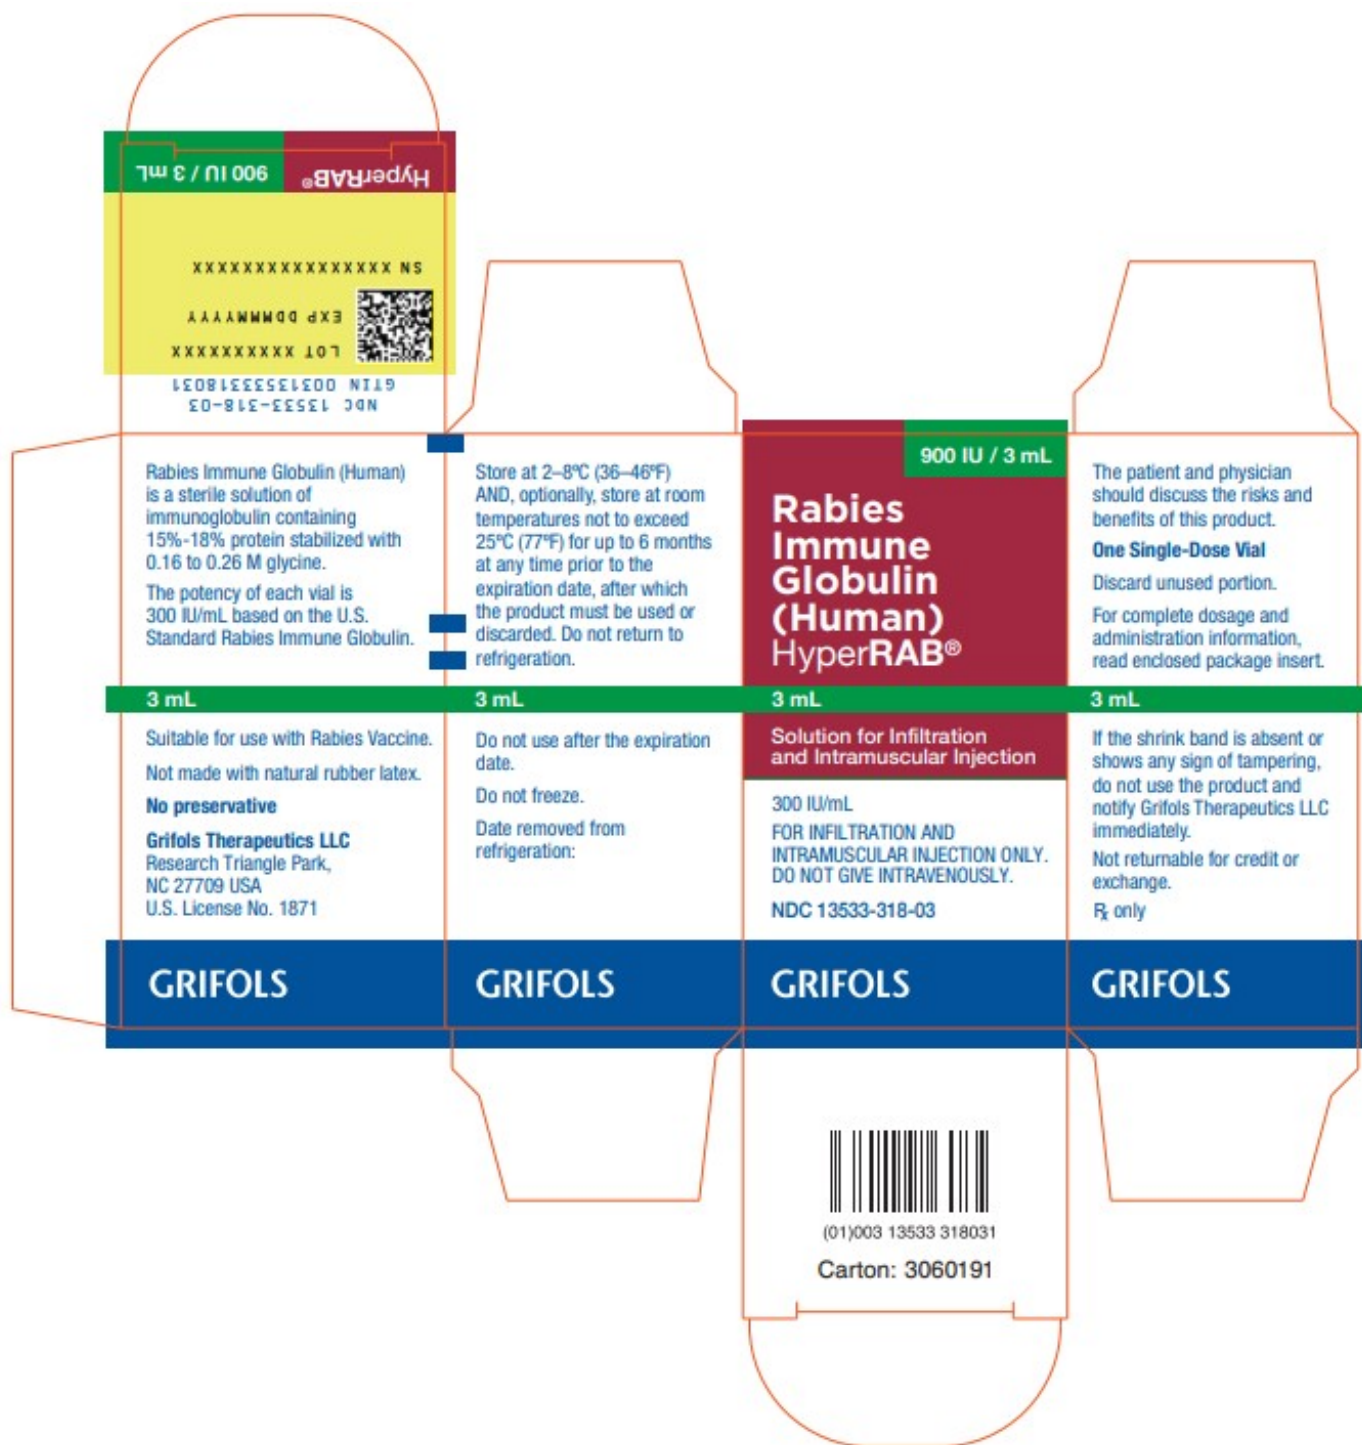 HyperRAB® 900 IU / 3 mL
SN XXXXXXXXXXXXXXXX
EXP DDMMMYYYY
LOT XXXXXXXXXX
GTIN 00313533318031
NDC 13533-318-03
Rabies Immune Globulin (Human)
is a sterile solution of
immunoglobulin containing
15%-18% protein stabilized with
0.16 to 0.26 M glycine.
The potency of each vial is
300 IU/mL based on the U.S.
Standard Rabies Immune Globulin.
3 mL
Suitable for use with Rabies Vaccine.
Not made with natural rubber latex.
No preservative
Grifols Therapeutics LLC
Research Triangle Park,
NC 27709 USA
U.S. License No. 1871
GRIFOLS
Store at 2–8ºC (36–46ºF)
AND, optionally, store at room
temperatures not to exceed
25ºC (77ºF) for up to 6 months
at any time prior to the
expiration date, after which
the product must be used or
discarded. Do not return to
refrigeration.
3 mL
Do not use after the expiration
date.
Do not freeze.
Date removed from
refrigeration:
GRIFOLS
900 IU / 3 mL
Rabies
Immune
Globulin
(Human)
HyperRAB®
3 mL
Solution for Infiltration
and Intramuscular Injection
300 IU/mL
FOR INFILTRATION AND
INTRAMUSCULAR INJECTION ONLY.
DO NOT GIVE INTRAVENOUSLY.
NDC 13533-318-03
GRIFOLS
(01)003 13533 318031
Carton: 3060191
The patient and physician
should discuss the risks and
benefits of this product.
One Single-Dose Vial
Discard unused portion.
For complete dosage and
administration information,
read enclosed package insert.
3 mL
If the shrink band is absent or
shows any sign of tampering,
do not use the product and
notify Grifols Therapeutics LLC
immediately.
Not returnable for credit or
exchange.
℞ only
GRIFOLS